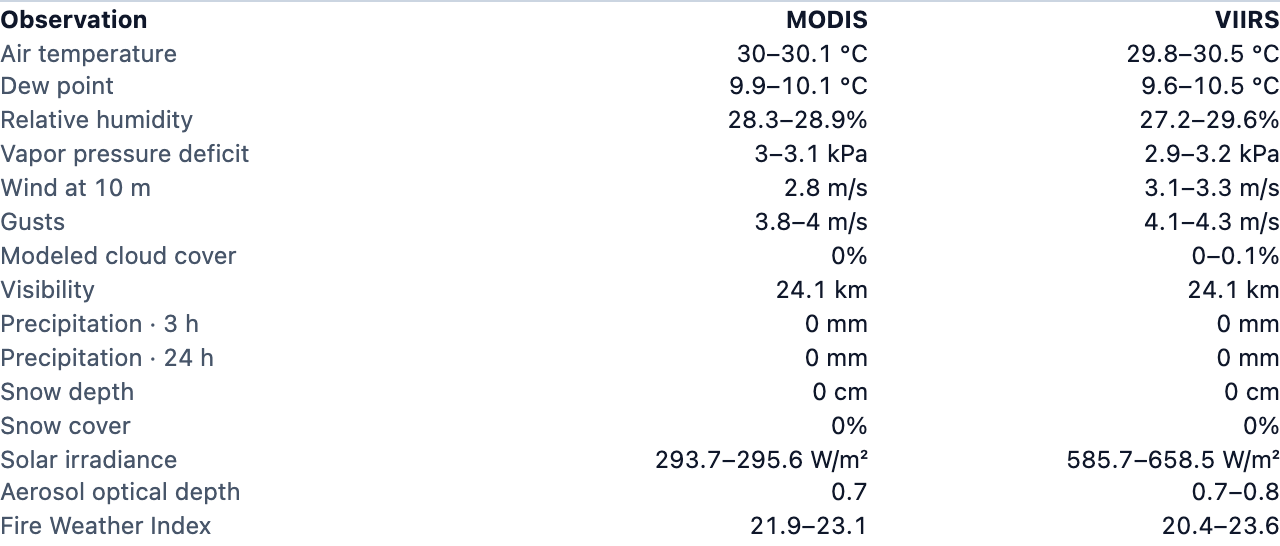 Observation MODIS VIIRS
Air temperature 30–30.1 °C 29.8–30.5 °C
Dew point 9.9–10.1 °C 9.6–10.5 °C
Relative humidity 28.3–28.9% 27.2–29.6%
Vapor pressure deficit 3–3.1 kPa 2.9–3.2 kPa
Wind at 10 m 2.8 m/s 3.1–3.3 m/s
Gusts 3.8–4 m/s 4.1–4.3 m/s
Modeled cloud cover 0% 0–0.1%
Visibility 24.1 km 24.1 km
Precipitation · 3 h 0 mm 0 mm
Precipitation · 24 h 0 mm 0 mm
Snow depth 0 cm 0 cm
Snow cover 0% 0%
Solar irradiance 293.7–295.6 W/m² 585.7–658.5 W/m²
Aerosol optical depth 0.7 0.7–0.8
Fire Weather Index 21.9–23.1 20.4–23.6